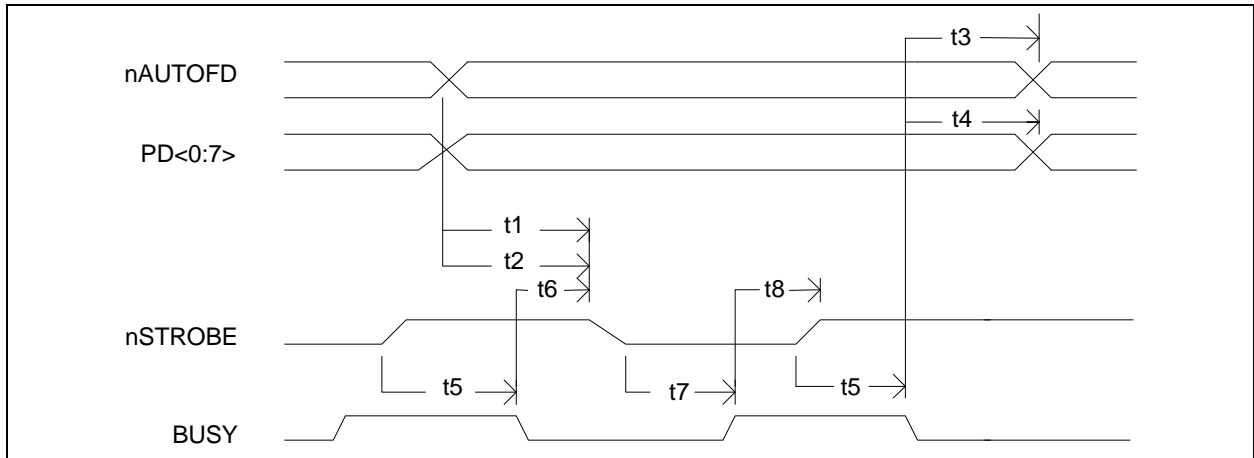 t3
nAUTOFD
t4
PD<0:7>
t1
t2
t6
t8
nSTROBE
t5
t7
t5
BUSY